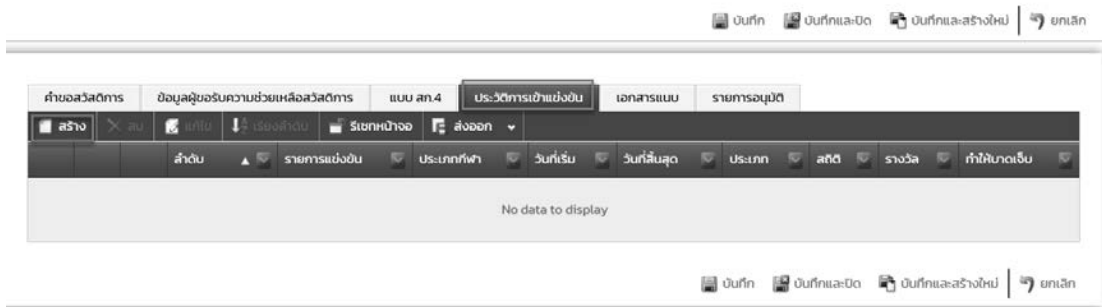 บันทึก บันทึกและปิด บันทึกและสร้างใหม่ ยกเลิก
คำขอสวัสดิการ ข้อมูลผู้ขอรับความช่วยเหลือสวัสดิการ แบบ สก.4 ประวัติการเข้าแข่งขัน เอกสารแนบ รายการอนุมัติ
สร้าง ลบ แก้ไข เรียงลำดับ รีเซทหน้าจอ ส่งออก
ลำดับ รายการแข่งขัน ประเภทกีฬา วันที่เริ่ม วันที่สิ้นสุด ประเภท สถิติ รางวัล ทำให้บาดเจ็บ
No data to display
บันทึก บันทึกและปิด บันทึกและสร้างใหม่ ยกเลิก